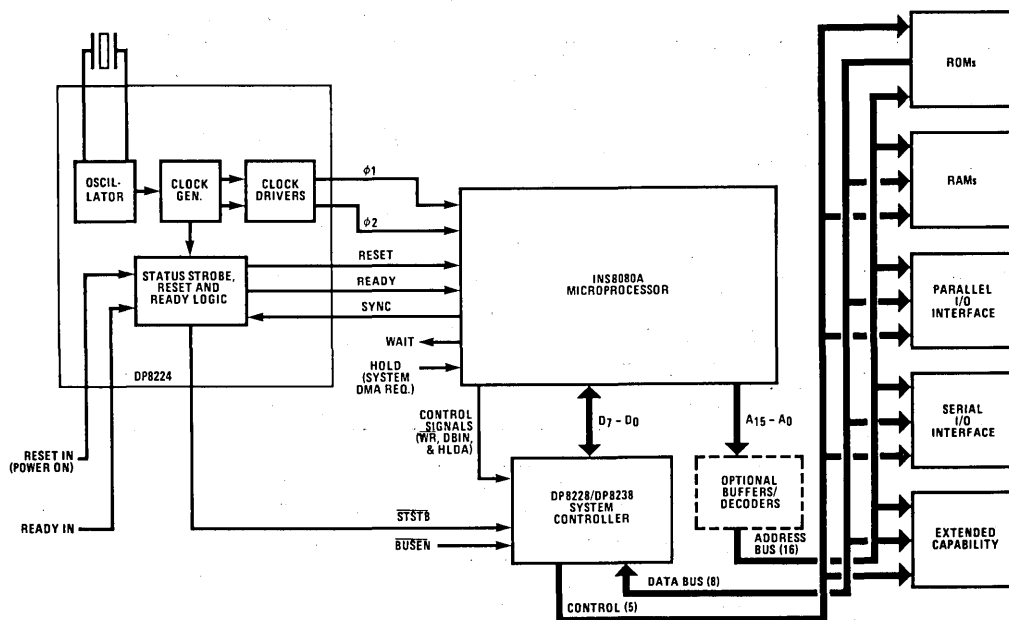 ROMs
OSCIL-
LATOR
CLOCK
GEN.
CLOCK
DRIVERS
ϕ1
ϕ2
RAMs
STATUS STROBE,
RESET AND
READY LOGIC
RESET
READY
SYNC
INS8080A
MICROPROCESSOR
PARALLEL
I/O
INTERFACE
WAIT
HOLD
(SYSTEM
DMA REQ.)
DP8224
CONTROL
SIGNALS
(WR, DBIN,
& HLDA)
D7 – D0
A15 – A0
SERIAL
I/O
INTERFACE
RESET IN
(POWER ON)
DP8228/DP8238
SYSTEM
CONTROLLER
OPTIONAL
BUFFERS/
DECODERS
READY IN
STSTB
BUSEN
ADDRESS
BUS (16)
EXTENDED
CAPABILITY
DATA BUS (8)
CONTROL (5)